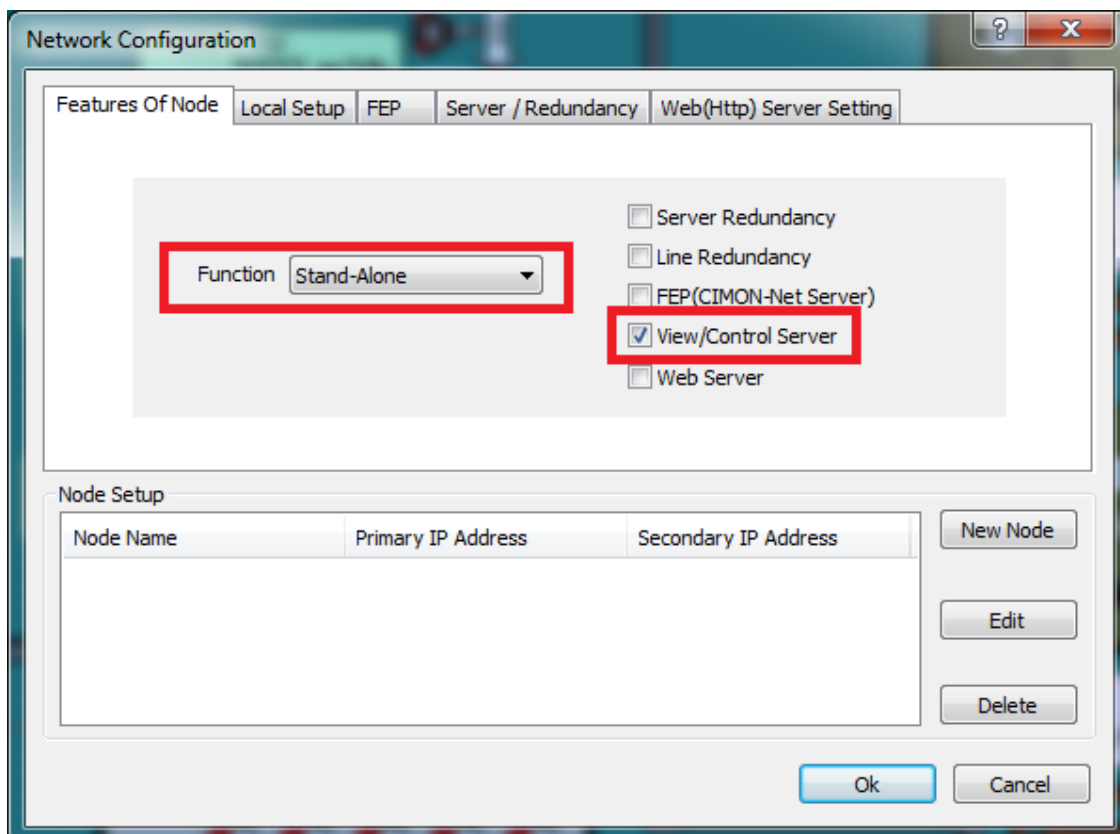 Network Configuration
Features Of Node Local Setup FEP Server / Redundancy Web(Http) Server Setting
Function Stand-Alone
Server Redundancy
Line Redundancy
FEP(CIMON-Net Server)
View/Control Server
Web Server
Node Setup
Node Name Primary IP Address Secondary IP Address
New Node
Edit
Delete
Ok Cancel